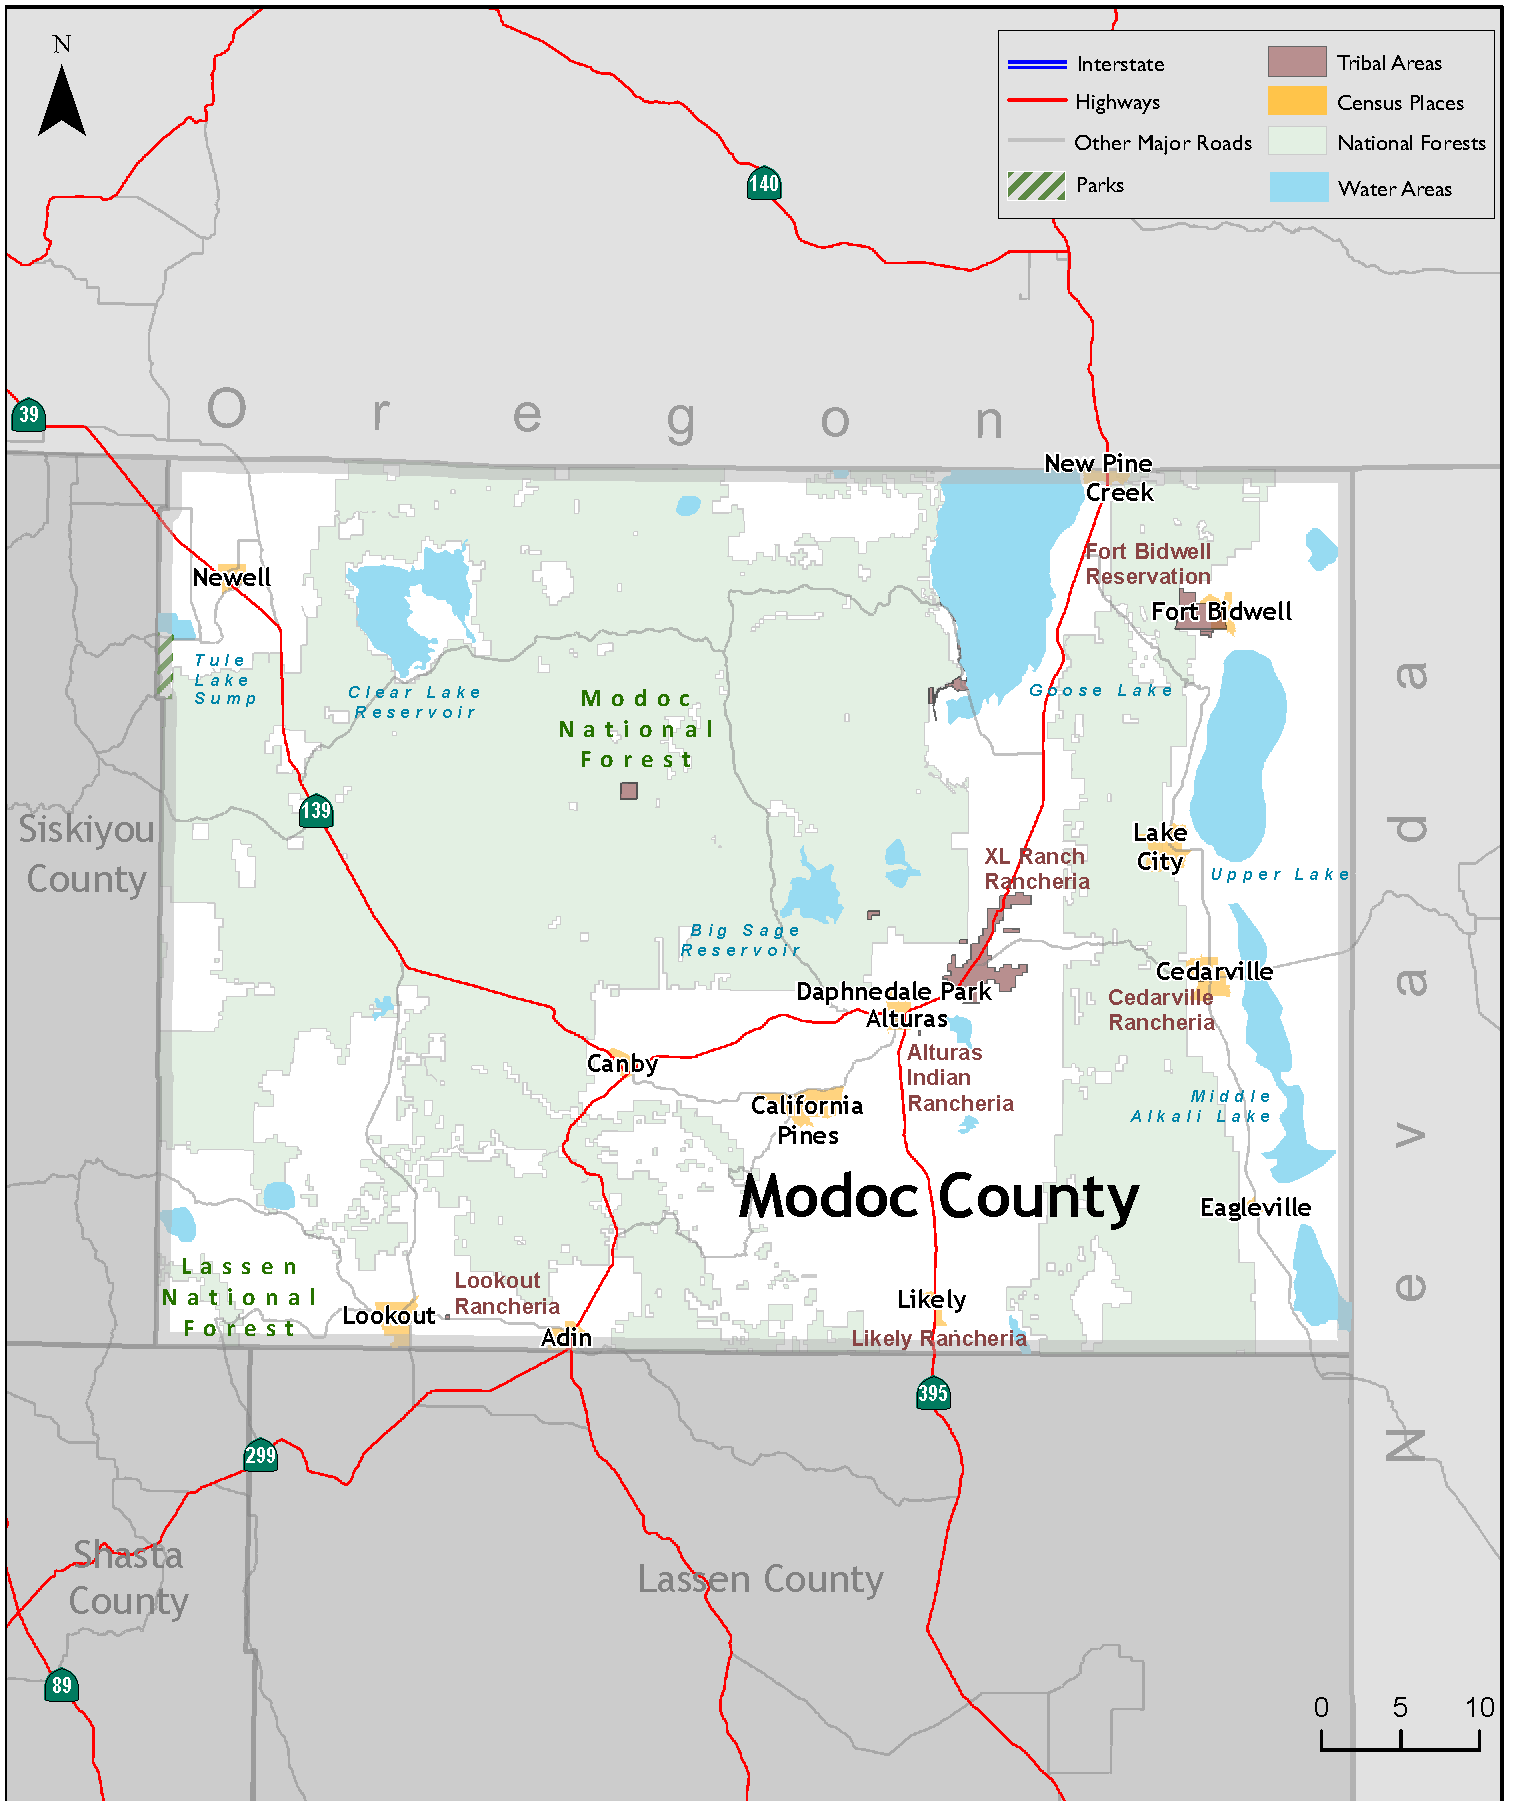 N
Interstate
Highways
Other Major Roads
Parks
Tribal Areas
Census Places
National Forests
Water Areas
140
39
Oregon
New Pine
Creek
Fort Bidwell
Reservation
Fort Bidwell
Newell
Tule
Lake
Sump
Clear Lake
Reservoir
Modoc
National
Forest
Goose Lake
139
Siskiyou
County
Lake
City
XL Ranch
Rancheria
Upper Lake
Big Sage
Reservoir
Daphnedale Park
Alturas
Cedarville
Cedarville
Rancheria
Canby
Alturas
Indian
Rancheria
California
Pines
Middle
Alkali Lake
Modoc County
Eagleville
Nevada
Lassen
National
Forest
Lookout
Lookout
Rancheria
Adin
Likely
Likely Rancheria
395
299
Shasta
County
Lassen County
89
0 5 10